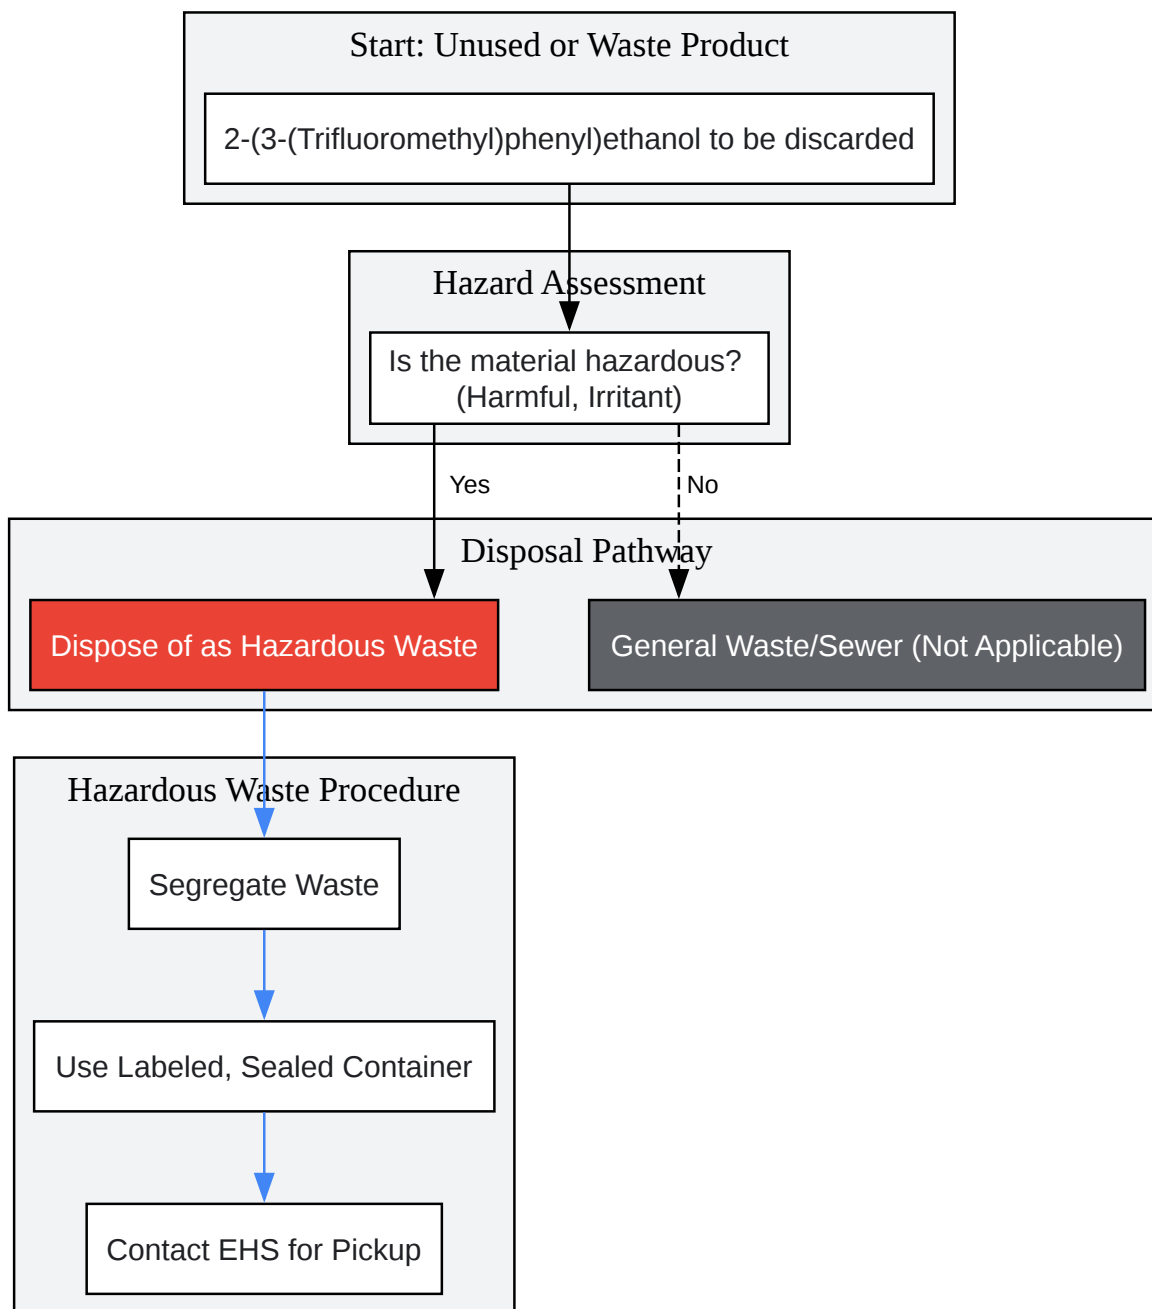 Start: Unused or Waste Product
2-(3-(Trifluoromethyl)phenyl)ethanol to be discarded
Hazard Assessment
Is the material hazardous?
(Harmful, Irritant)
Yes
No
Disposal Pathway
Dispose of as Hazardous Waste
General Waste/Sewer (Not Applicable)
Hazardous Waste Procedure
Segregate Waste
Use Labeled, Sealed Container
Contact EHS for Pickup